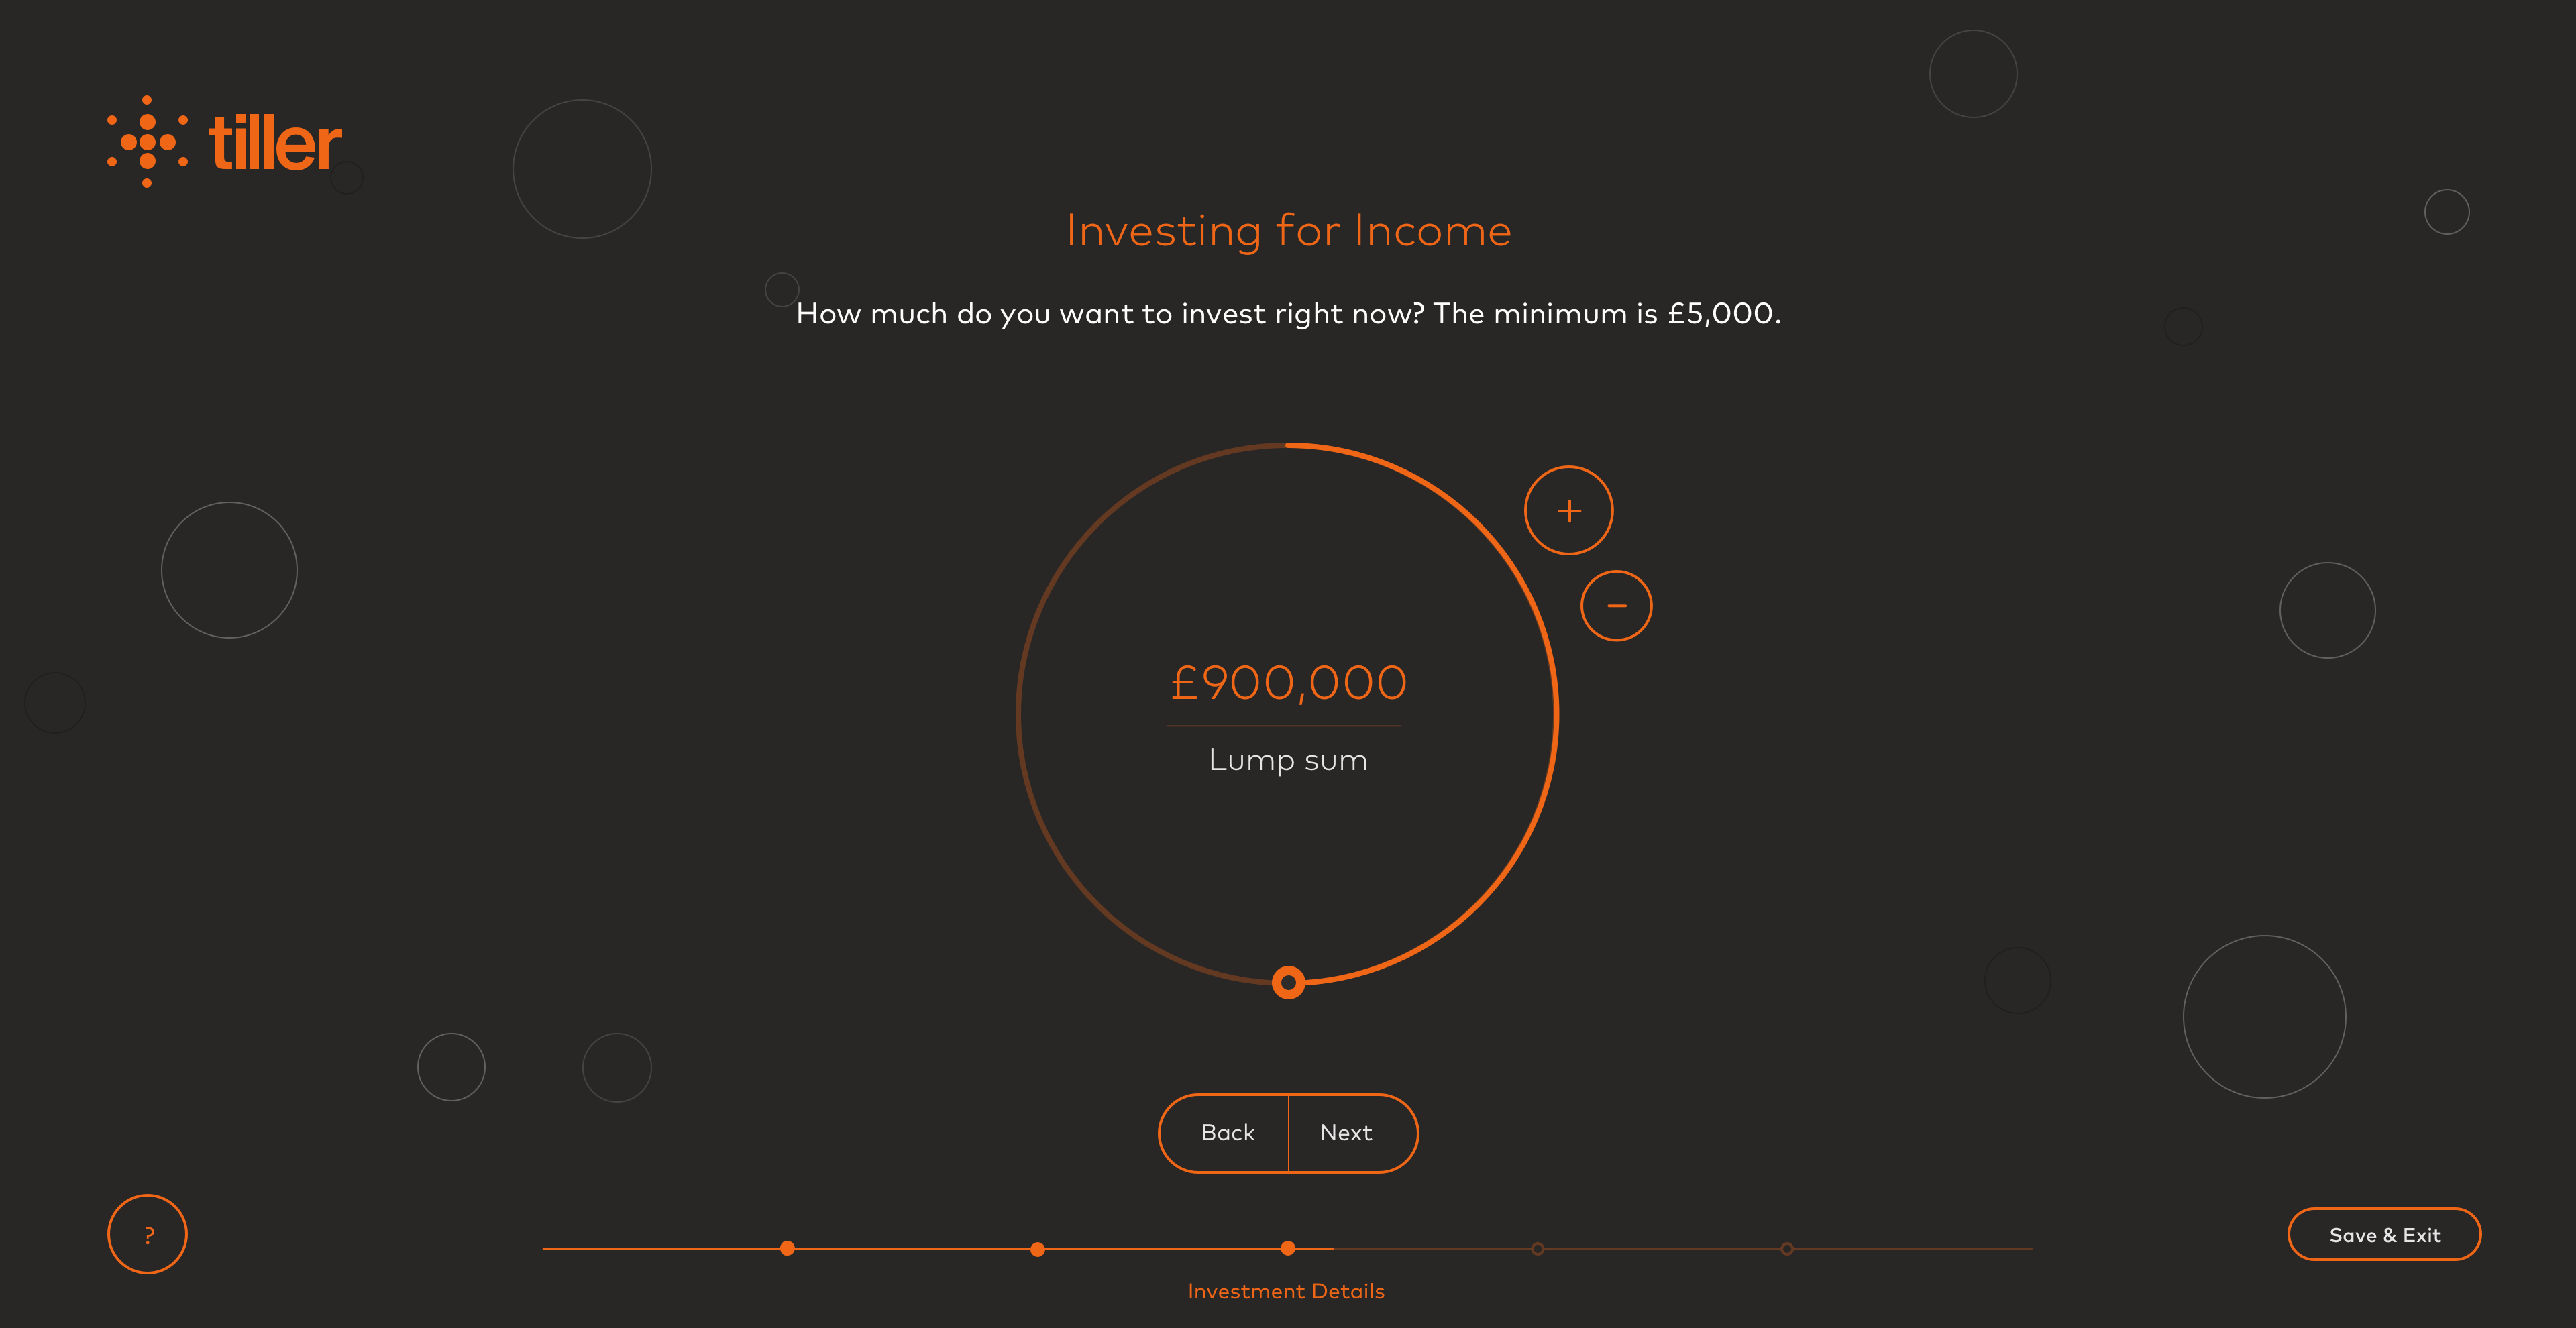 tiller
Investing for Income
How much do you want to invest right now? The minimum is £5,000.
+
−
£900,000
Lump sum
Back
Next
?
Save & Exit
Investment Details